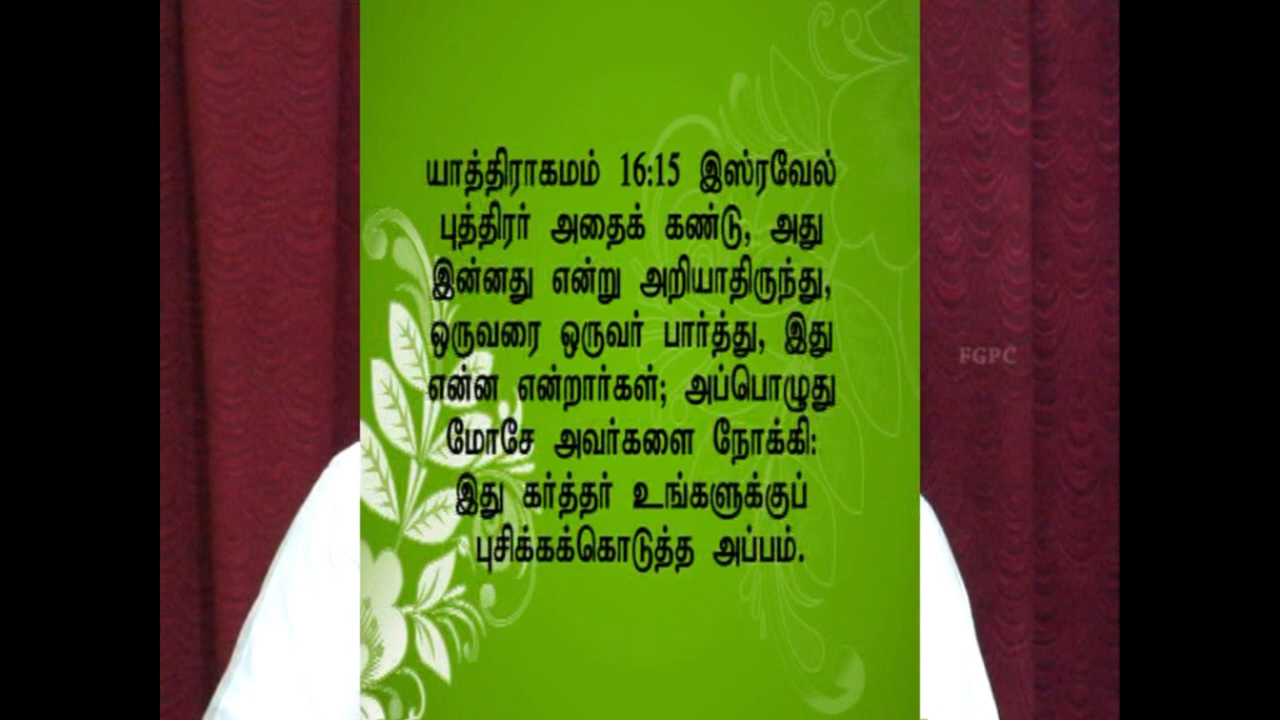 யாத்திராகமம் 16:15 இஸ்ரவேல்
புத்திரர் அதைக் கண்டு, அது
இன்னது என்று அறியாதிருந்து,
ஒருவரை ஒருவர் பார்த்து, இது
என்ன என்றார்கள்; அப்பொழுது
மோசே அவர்களை நோக்கி:
இது கர்த்தர் உங்களுக்குப்
புசிக்கக்கொடுத்த அப்பம்.
FGPC